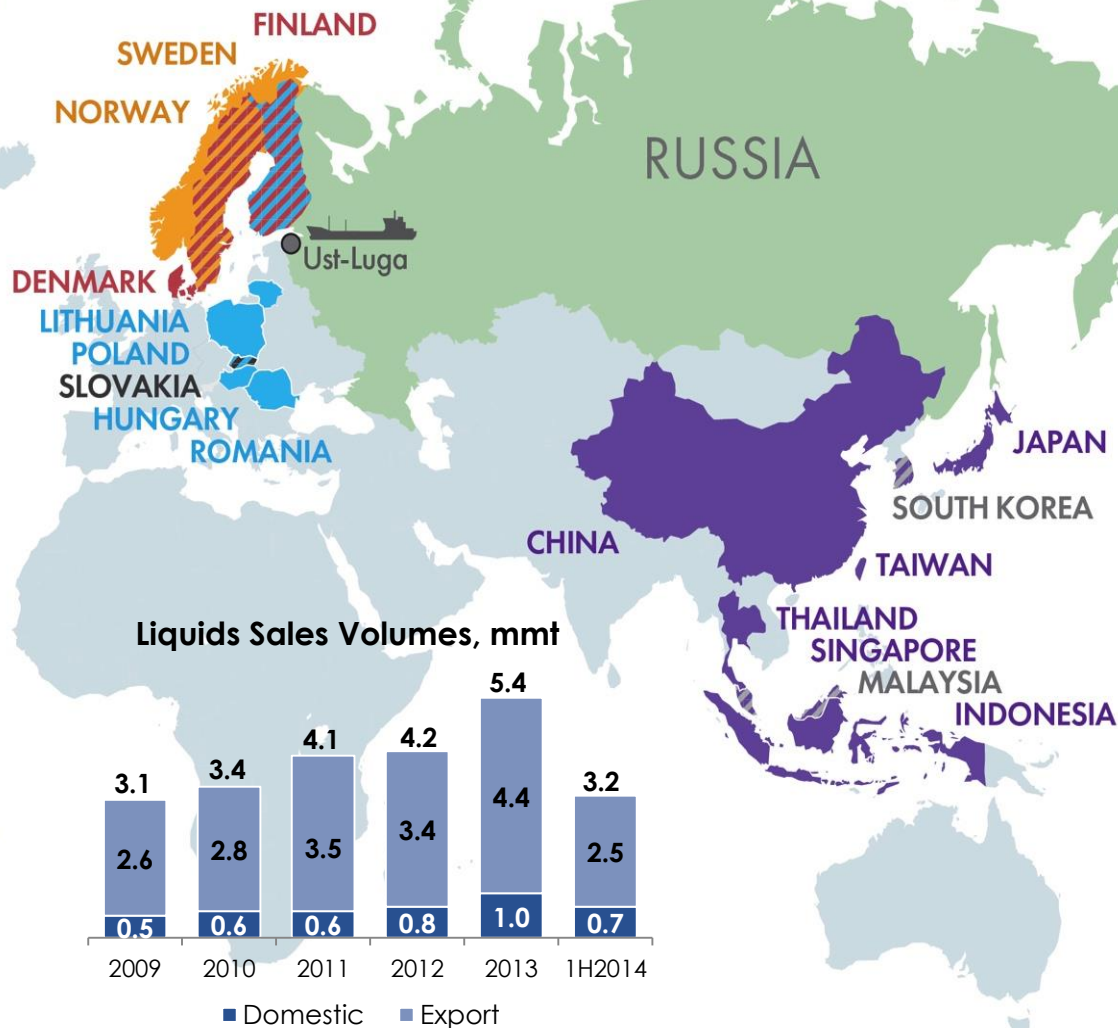 FINLAND
SWEDEN
NORWAY
RUSSIA
Ust-Luga
DENMARK
LITHUANIA
POLAND
SLOVAKIA
HUNGARY
ROMANIA
JAPAN
SOUTH KOREA
CHINA
TAIWAN
THAILAND
SINGAPORE
MALAYSIA
INDONESIA
Liquids Sales Volumes, mmt
3.1 3.4 4.1 4.2 5.4 3.2
2.6 2.8 3.5 3.4 4.4 2.5
0.5 0.6 0.6 0.8 1.0 0.7
2009 2010 2011 2012 2013 1H2014
Domestic Export